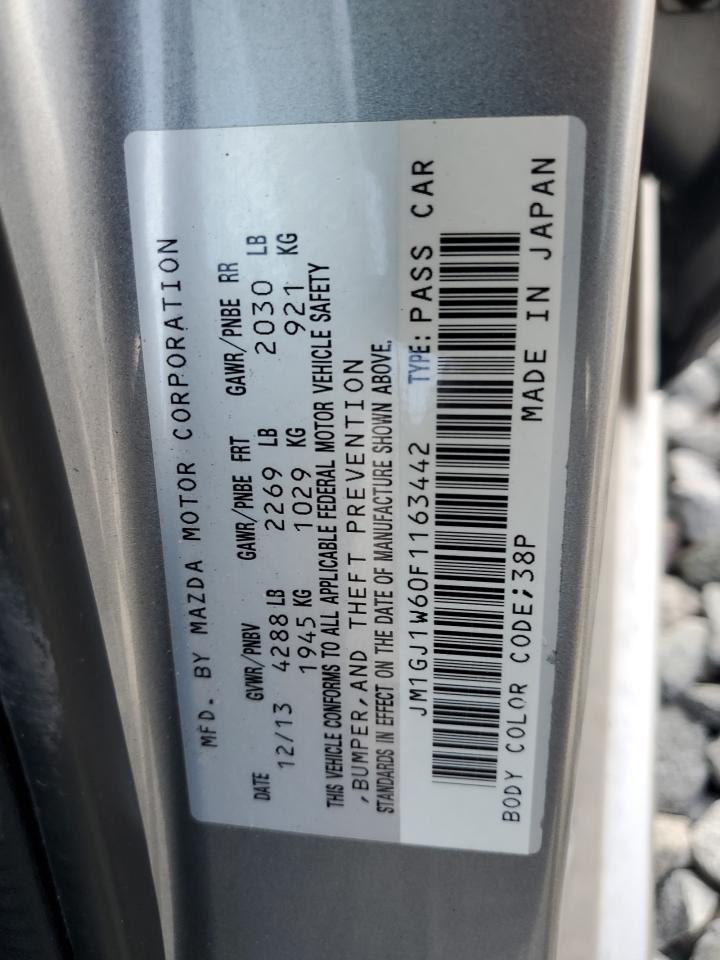 MFD. BY MAZDA MOTOR CORPORATION
DATE GVWR/PNBV GAWR/PNBE FRT GAWR/PNBE RR
12/13 4288 LB 2269 LB 2030 LB
1945 KG 1029 KG 921 KG
THIS VEHICLE CONFORMS TO ALL APPLICABLE FEDERAL MOTOR VEHICLE SAFETY
,BUMPER,AND THEFT PREVENTION
STANDARDS IN EFFECT ON THE DATE OF MANUFACTURE SHOWN ABOVE.
JM1GJ1W60F1163442 TYPE:PASS CAR
BODY COLOR CODE;38P MADE IN JAPAN